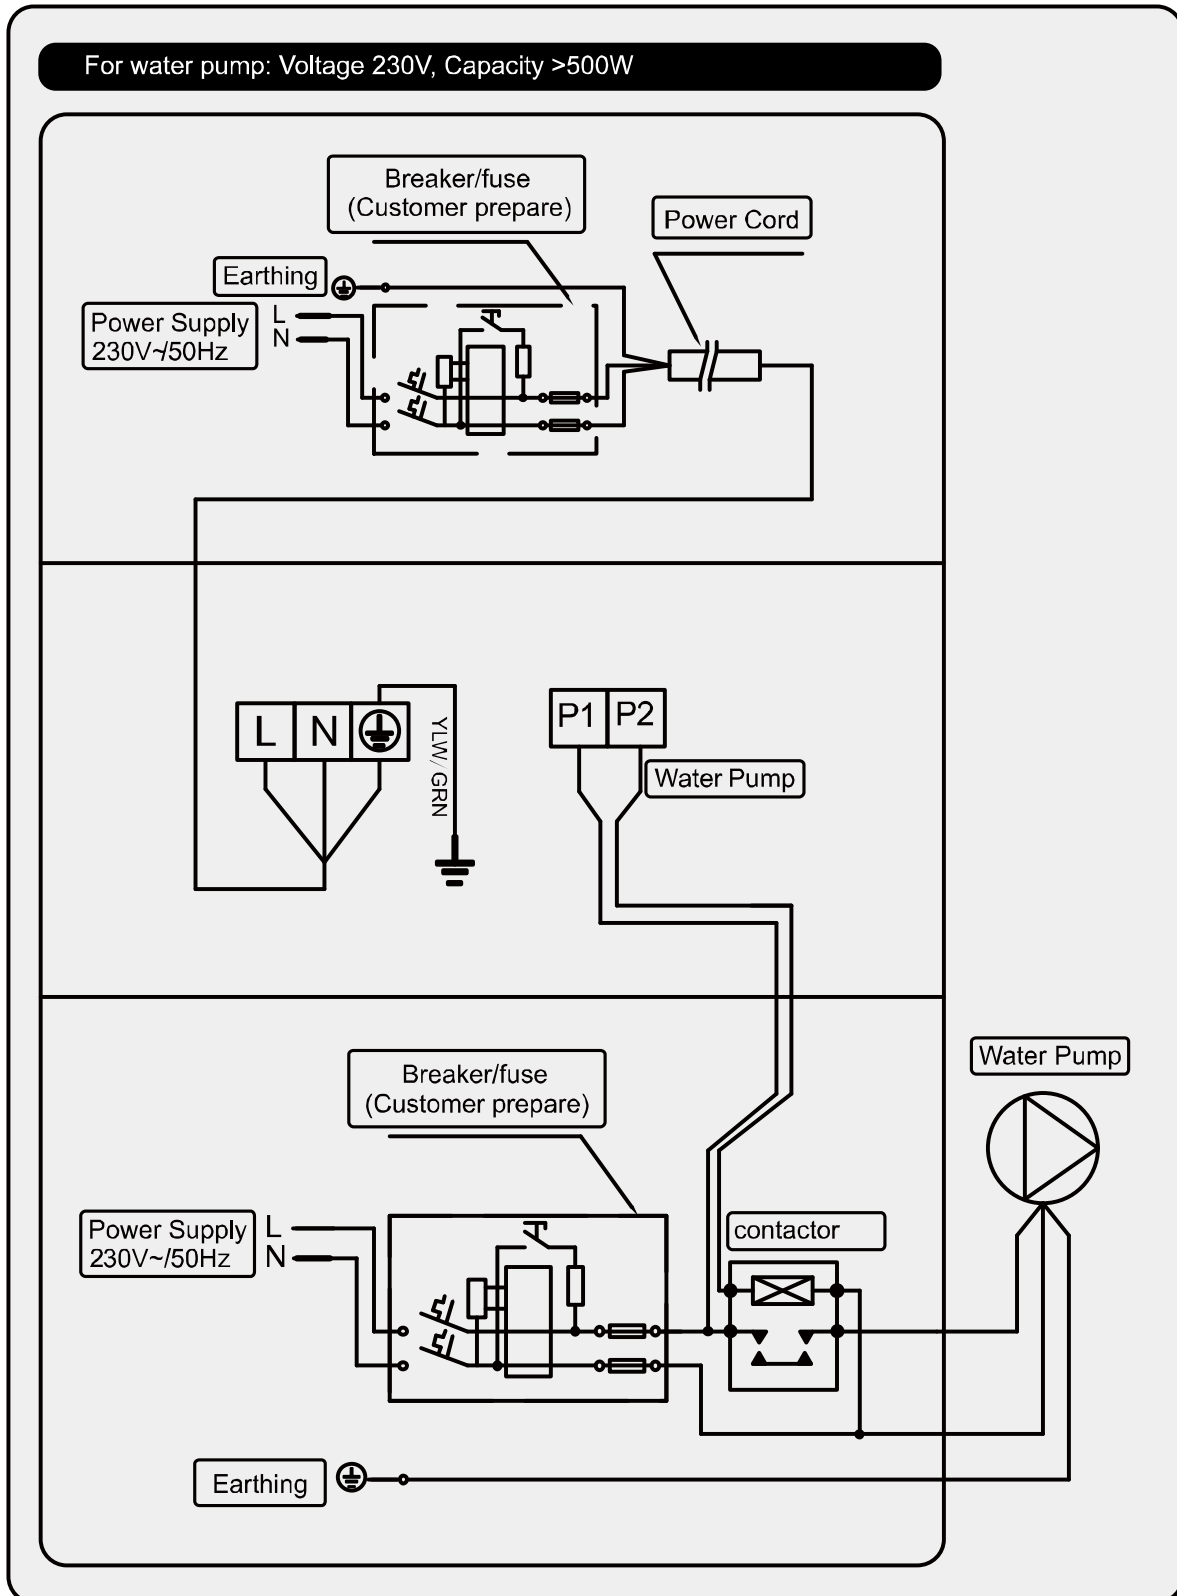 For water pump: Voltage 230V, Capacity >500W
Breaker/fuse
(Customer prepare)
Power Cord
Earthing
Power Supply
230V~/50Hz
L
N
L N
YLW/GRN
P1 P2
Water Pump
Water Pump
Breaker/fuse
(Customer prepare)
Power Supply
230V~/50Hz
L
N
contactor
Earthing